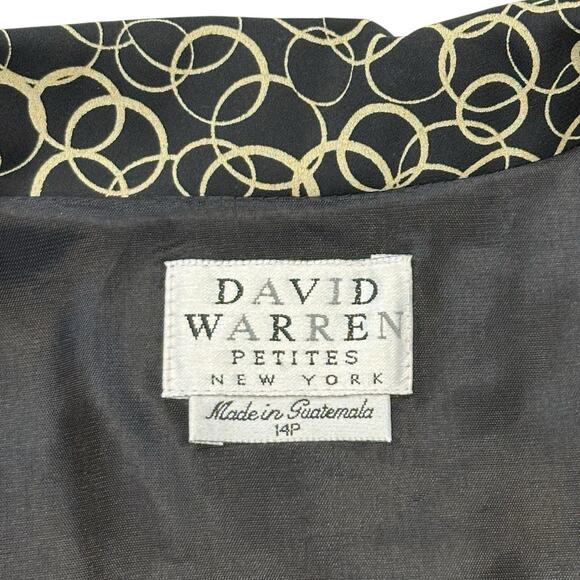 DAVID
WARREN
PETITES
NEW YORK
Made in Guatemala
14P